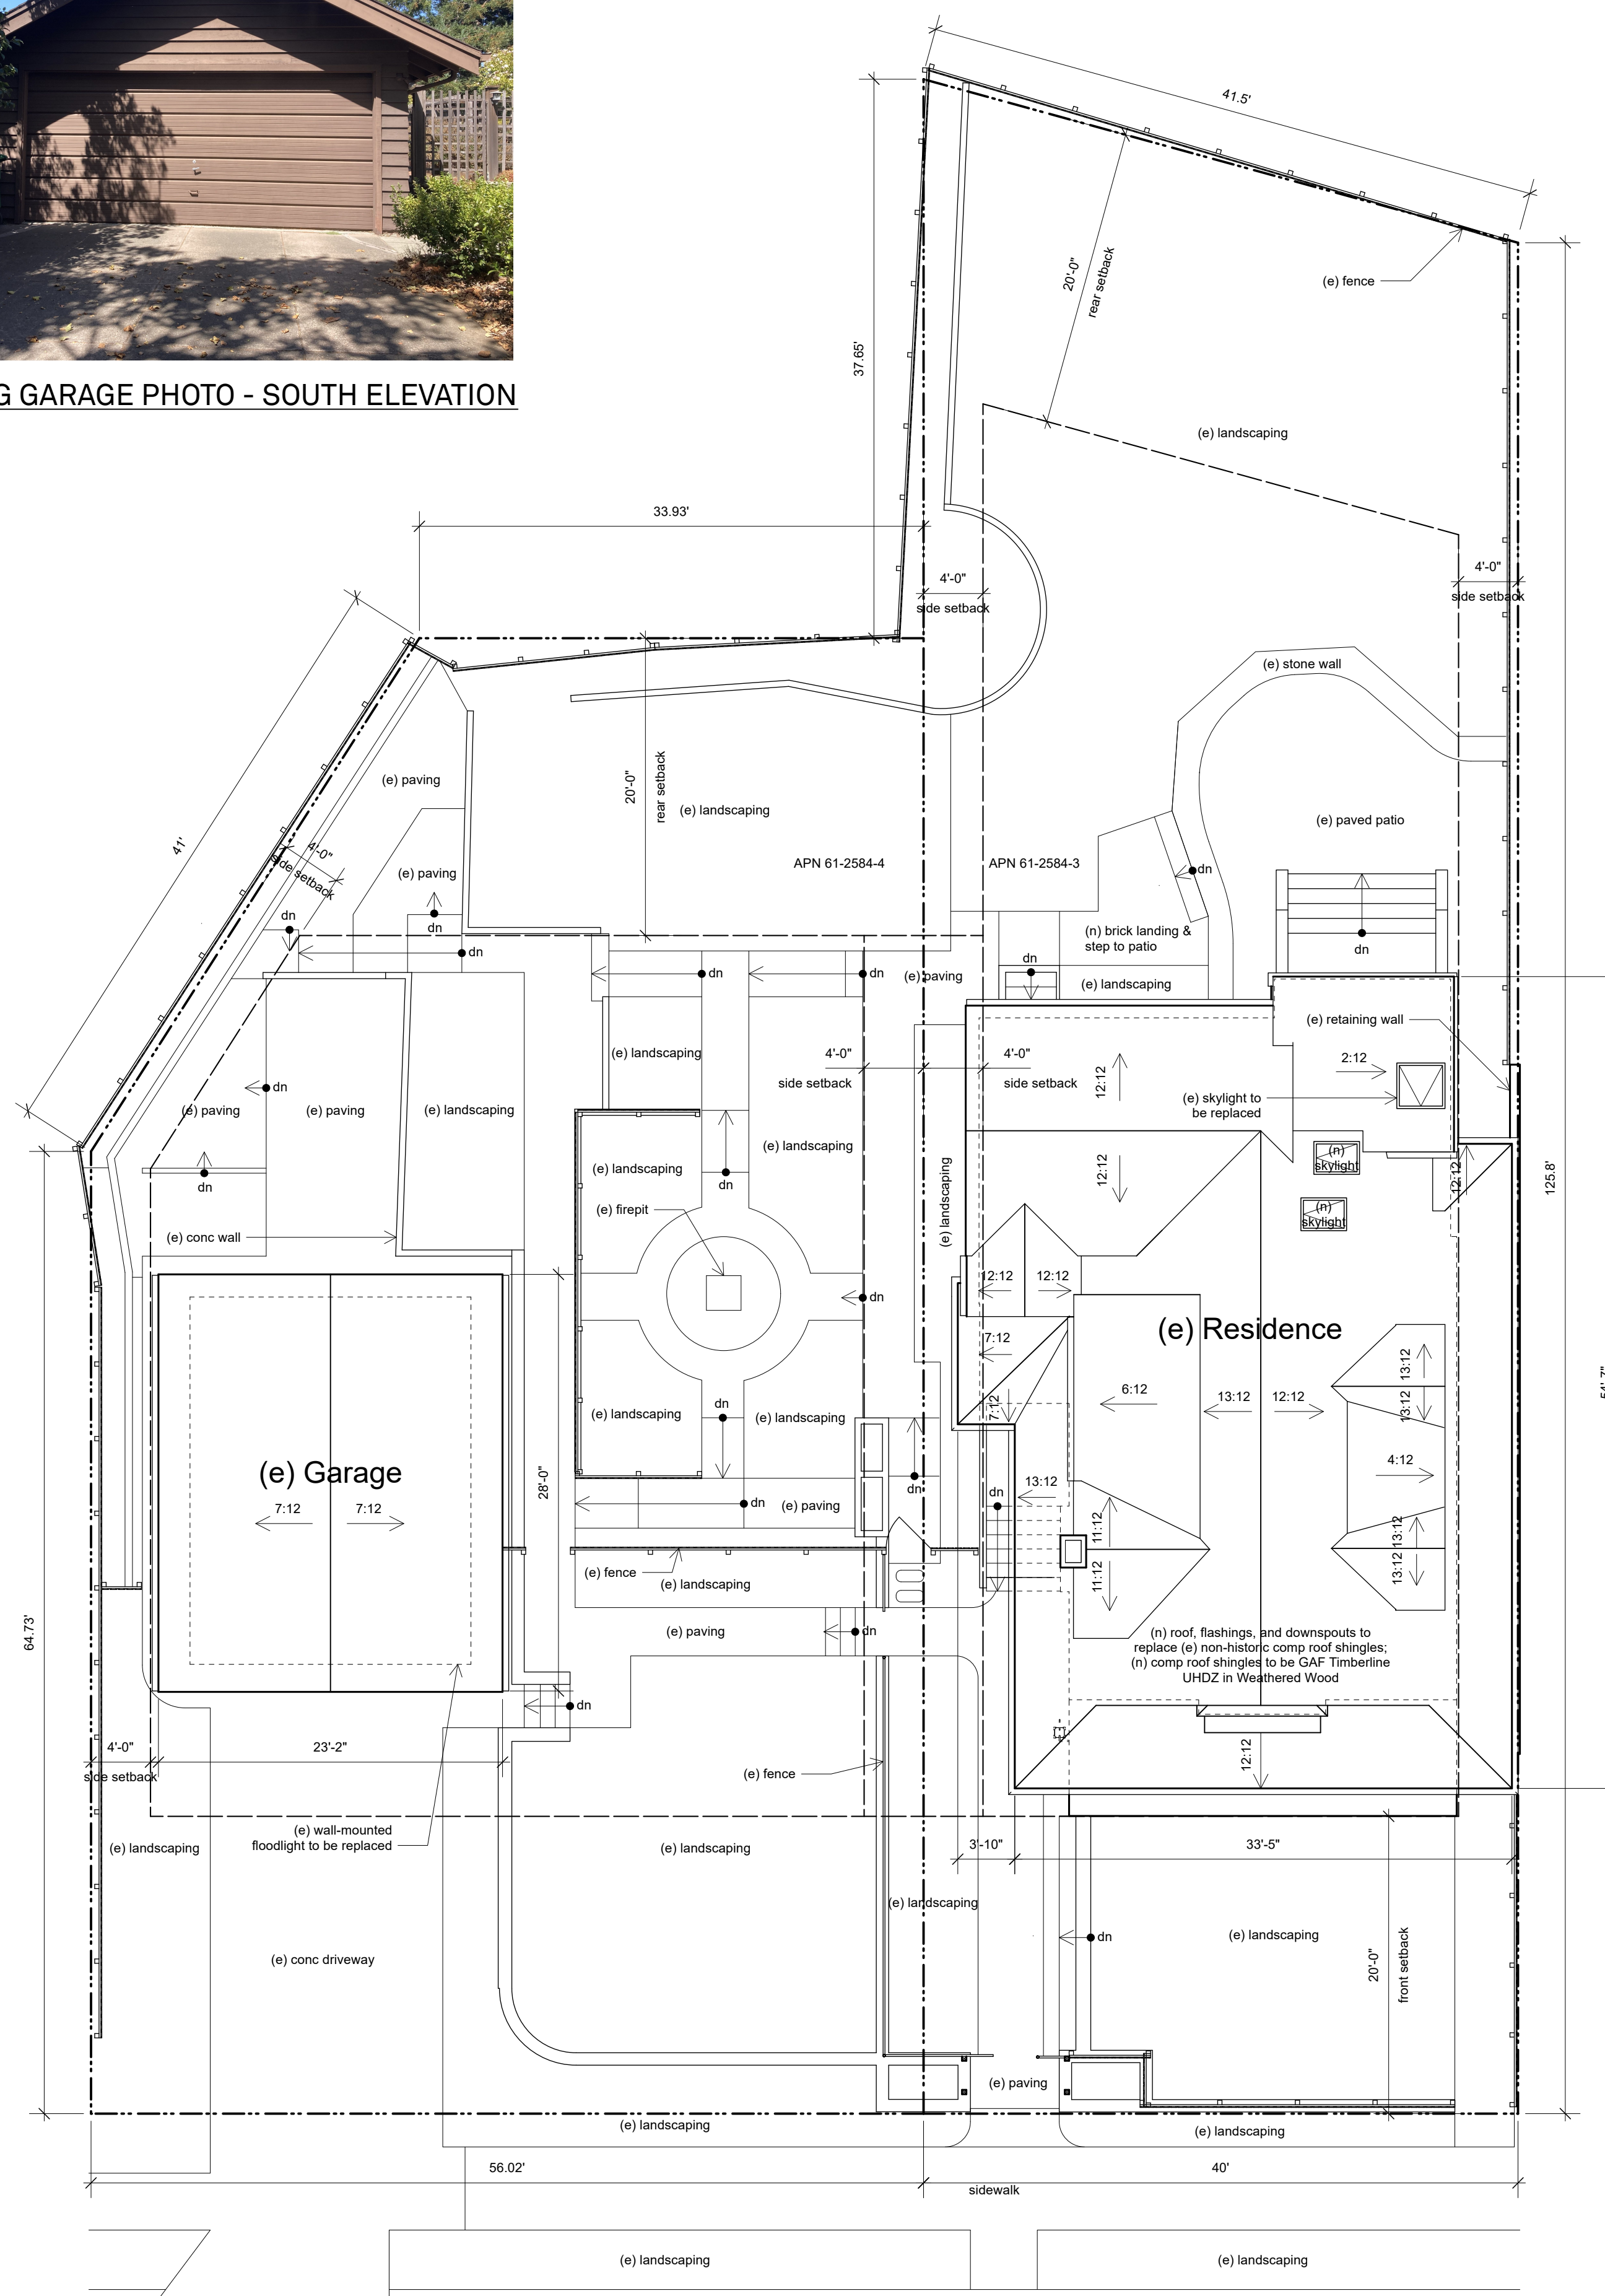 G GARAGE PHOTO - SOUTH ELEVATION
41.5'
20'-0"
rear setback
(e) fence
37.65'
(e) landscaping
33.93'
4'-0"
side setback
4'-0"
side setback
(e) stone wall
(e) paving
20'-0"
rear setback
(e) landscaping
(e) paved patio
41'
4'-0"
side setback
(e) paving
APN 61-2584-4
APN 61-2584-3
dn
dn
dn
dn
(n) brick landing &
step to patio
dn
dn
dn
dn
(e) paving
dn
(e) landscaping
(e) retaining wall
(e) landscaping
4'-0"
side setback
4'-0"
side setback
12:12
2:12
dn
(e) paving
(e) paving
(e) landscaping
(e) skylight to
be replaced
(e) landscaping
(e) landscaping
dn
dn
12:12
(n)
skylight
12:12
125.8'
(e) landscaping
(e) firepit
(n)
skylight
(e) conc wall
12:12
12:12
dn
(e) Residence
7:12
13:12
13:12
6:12
13:12
12:12
7:12
(e) landscaping
dn
(e) landscaping
(e) Garage
28'-0"
4:12
dn
dn
13:12
7:12
7:12
dn
(e) paving
11:12
13:12
(e) fence
(e) landscaping
11:12
13:12
64.73'
(e) paving
dn
(n) roof, flashings, and downspouts to
replace (e) non-historic comp roof shingles;
(n) comp roof shingles to be GAF Timberline
UHDZ in Weathered Wood
dn
4'-0"
side setback
23'-2"
12:12
(e) fence
(e) wall-mounted
floodlight to be replaced
(e) landscaping
(e) landscaping
3'-10"
33'-5"
(e) landscaping
dn
(e) landscaping
20'-0"
front setback
(e) conc driveway
(e) paving
(e) landscaping
(e) landscaping
56.02'
40'
sidewalk
(e) landscaping
(e) landscaping